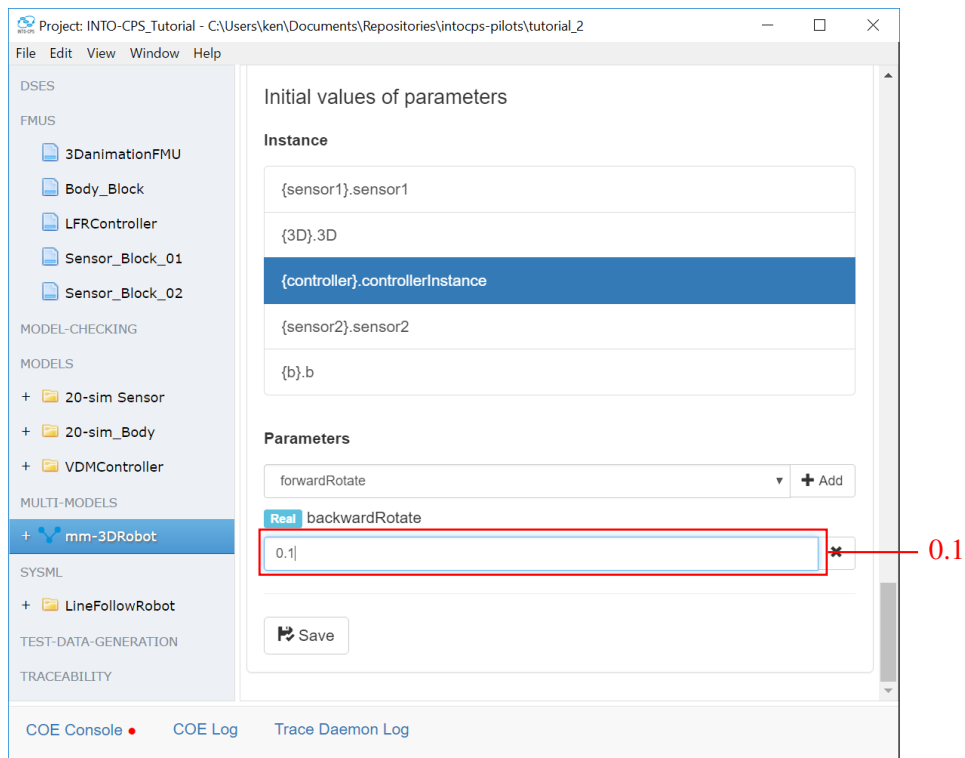 Project: INTO-CPS_Tutorial - C:\Users\ken\Documents\Repositories\intocps-pilots\tutorial_2
INTO-CPS
File Edit View Window Help
DSES
FMUS
3DanimationFMU
Body_Block
LFRController
Sensor_Block_01
Sensor_Block_02
MODEL-CHECKING
MODELS
+ 20-sim Sensor
+ 20-sim_Body
+ VDMController
MULTI-MODELS
+ mm-3DRobot
SYSML
+ LineFollowRobot
TEST-DATA-GENERATION
TRACEABILITY
Initial values of parameters
Instance
{sensor1}.sensor1
{3D}.3D
{controller}.controllerInstance
{sensor2}.sensor2
{b}.b
Parameters
forwardRotate
+ Add
Real backwardRotate
0.1
0.1
Save
COE Console COE Log Trace Daemon Log